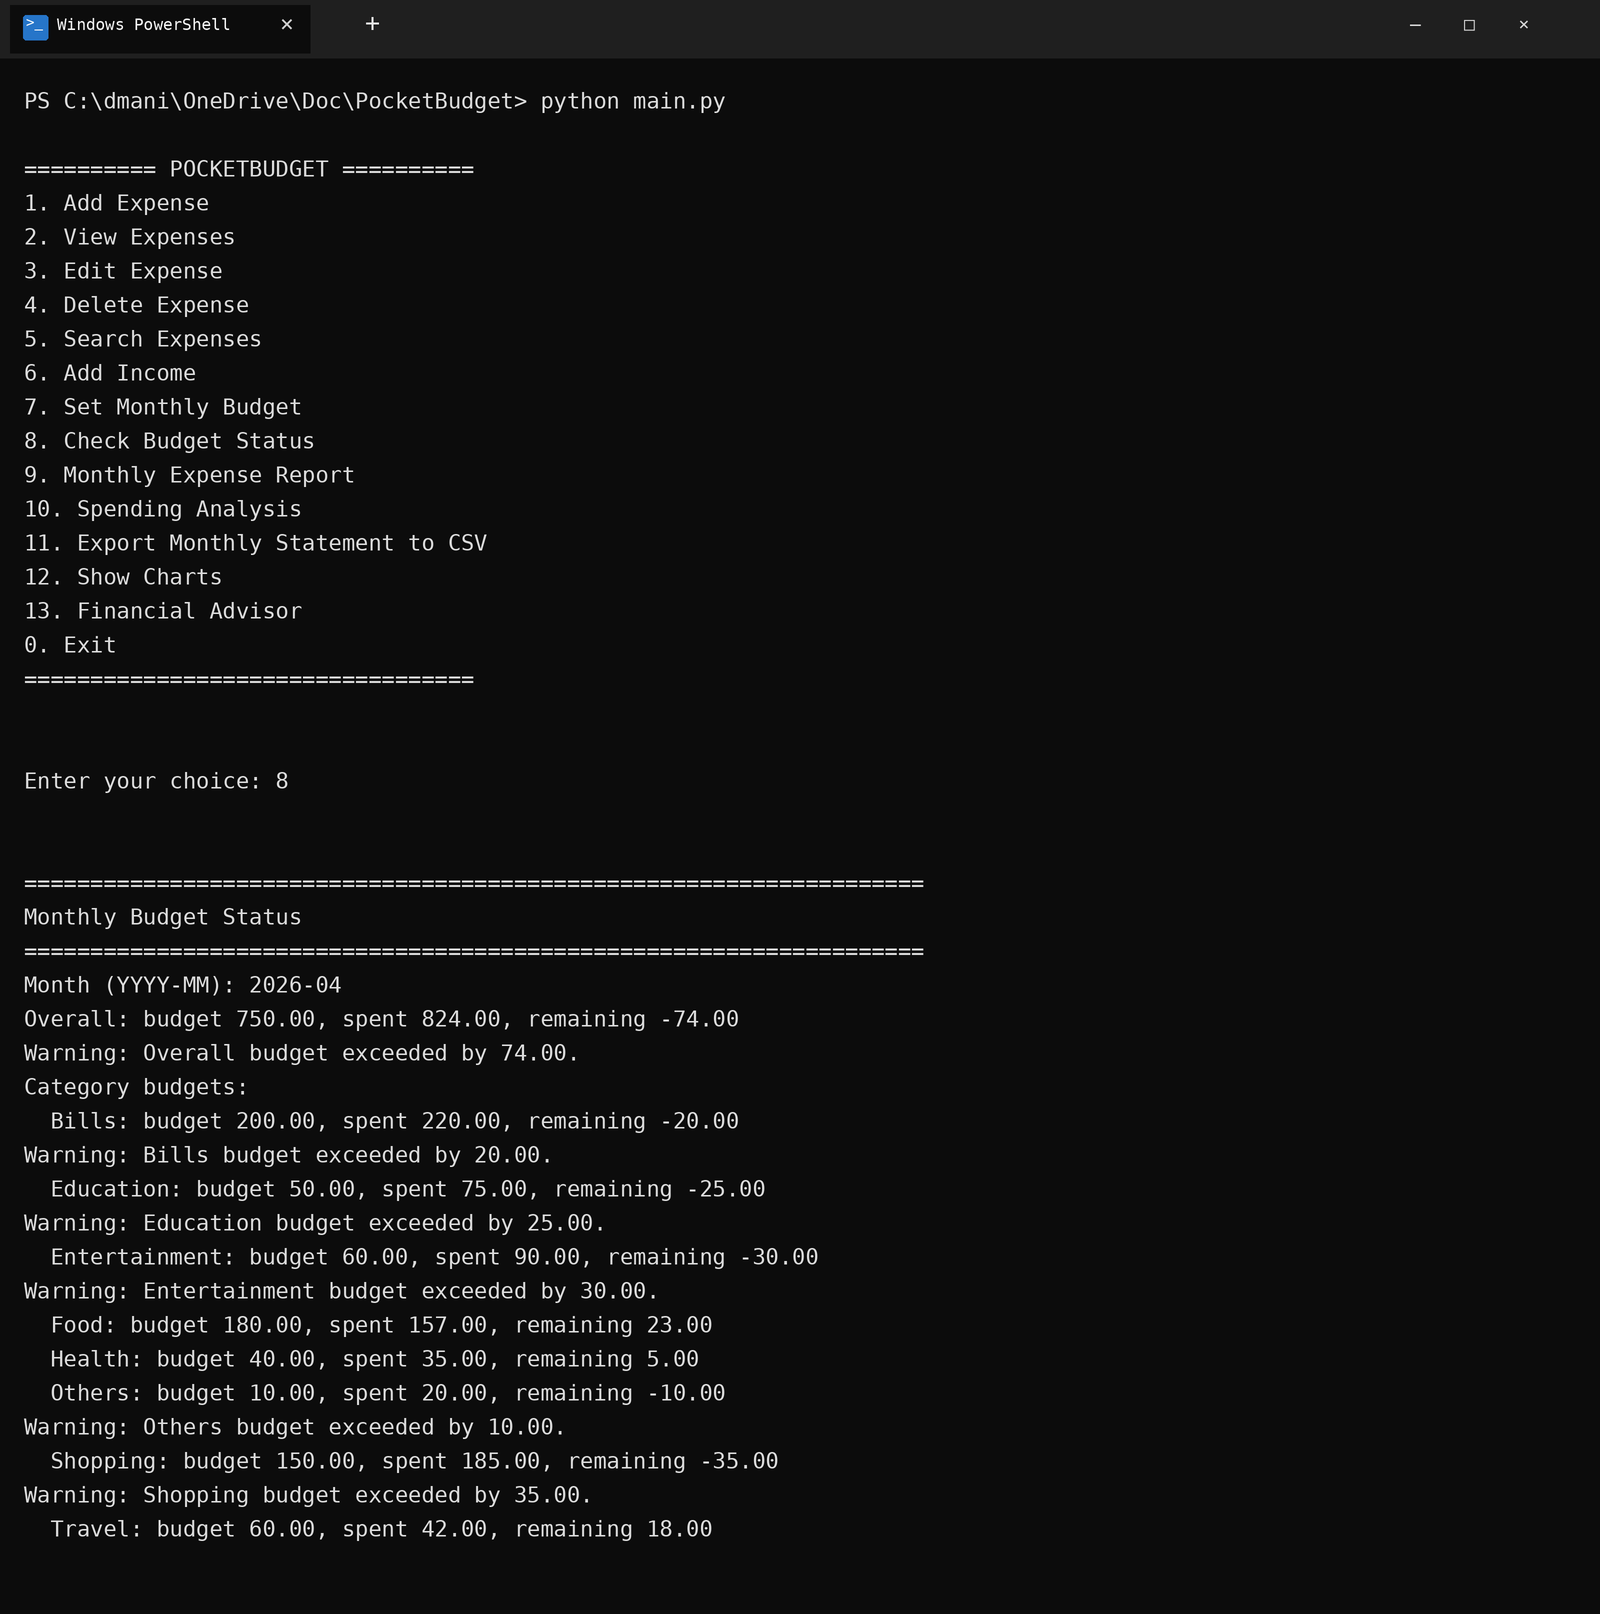 Windows PowerShell
PS C:\dmani\OneDrive\Doc\PocketBudget> python main.py
========== POCKETBUDGET ==========
1. Add Expense
2. View Expenses
3. Edit Expense
4. Delete Expense
5. Search Expenses
6. Add Income
7. Set Monthly Budget
8. Check Budget Status
9. Monthly Expense Report
10. Spending Analysis
11. Export Monthly Statement to CSV
12. Show Charts
13. Financial Advisor
0. Exit
==================================
Enter your choice: 8
====================================================================
Monthly Budget Status
====================================================================
Month (YYYY-MM): 2026-04
Overall: budget 750.00, spent 824.00, remaining -74.00
Warning: Overall budget exceeded by 74.00.
Category budgets:
  Bills: budget 200.00, spent 220.00, remaining -20.00
Warning: Bills budget exceeded by 20.00.
  Education: budget 50.00, spent 75.00, remaining -25.00
Warning: Education budget exceeded by 25.00.
  Entertainment: budget 60.00, spent 90.00, remaining -30.00
Warning: Entertainment budget exceeded by 30.00.
  Food: budget 180.00, spent 157.00, remaining 23.00
  Health: budget 40.00, spent 35.00, remaining 5.00
  Others: budget 10.00, spent 20.00, remaining -10.00
Warning: Others budget exceeded by 10.00.
  Shopping: budget 150.00, spent 185.00, remaining -35.00
Warning: Shopping budget exceeded by 35.00.
  Travel: budget 60.00, spent 42.00, remaining 18.00